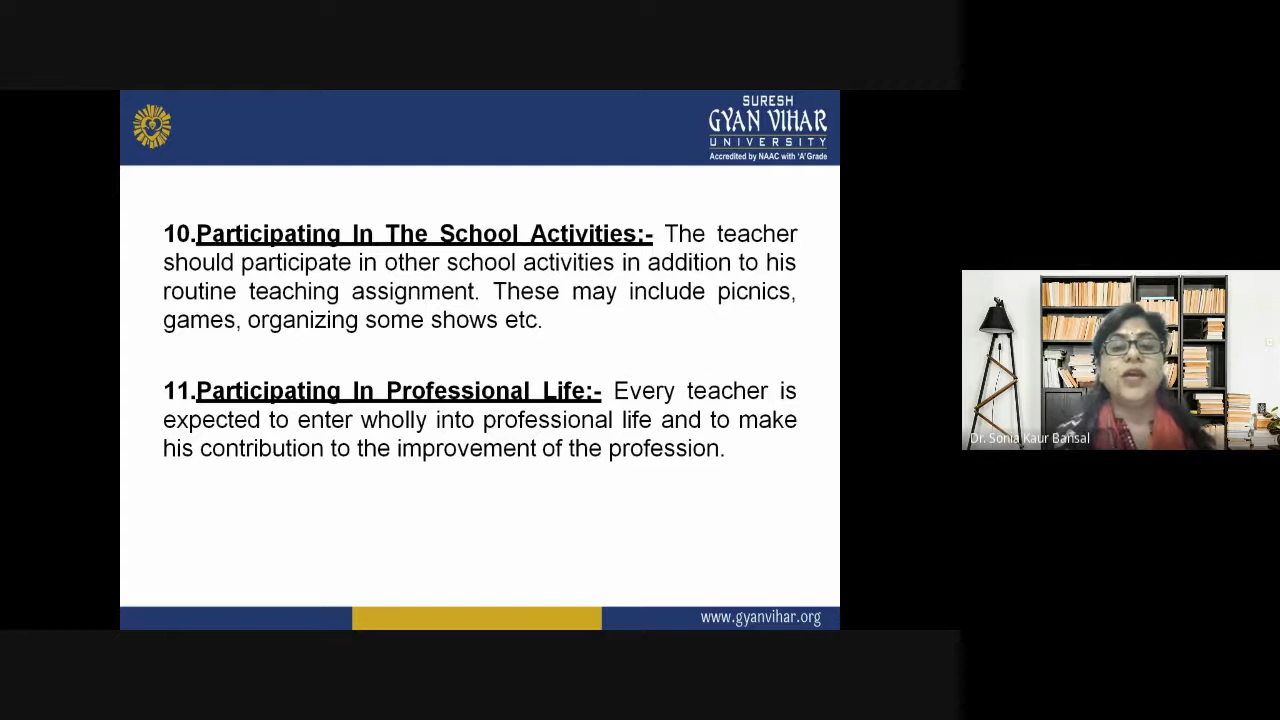 SURESH
GYAN VIHAR
UNIVERSITY
Accredited by NAAC with 'A' Grade
10.Participating In The School Activities:- The teacher
should participate in other school activities in addition to his
routine teaching assignment. These may include picnics,
games, organizing some shows etc.
11.Participating In Professional Life:- Every teacher is
expected to enter wholly into professional life and to make
his contribution to the improvement of the profession.
Dr. Sonia Kaur Bansal
www.gyanvihar.org